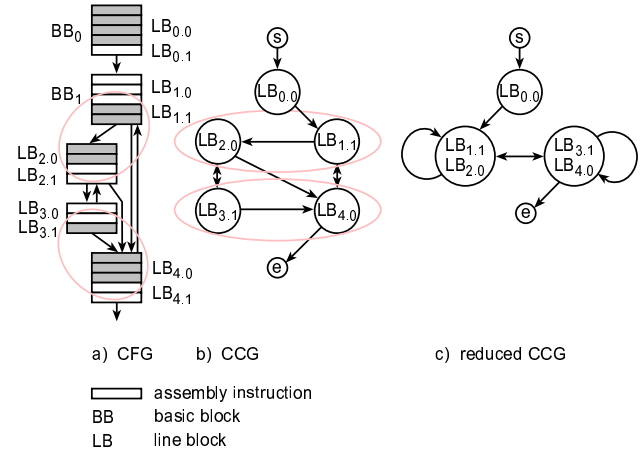 BB0
LB0.0
LB0.1
BB1
LB1.0
LB1.1
LB2.0
LB2.1
LB3.0
LB3.1
LB4.0
LB4.1
a) CFG
s
LB0.0
LB2.0
LB1.1
LB3.1
LB4.0
e
b) CCG
s
LB0.0
LB1.1
LB2.0
LB3.1
LB4.0
e
c) reduced CCG
assembly instruction
BB basic block
LB line block